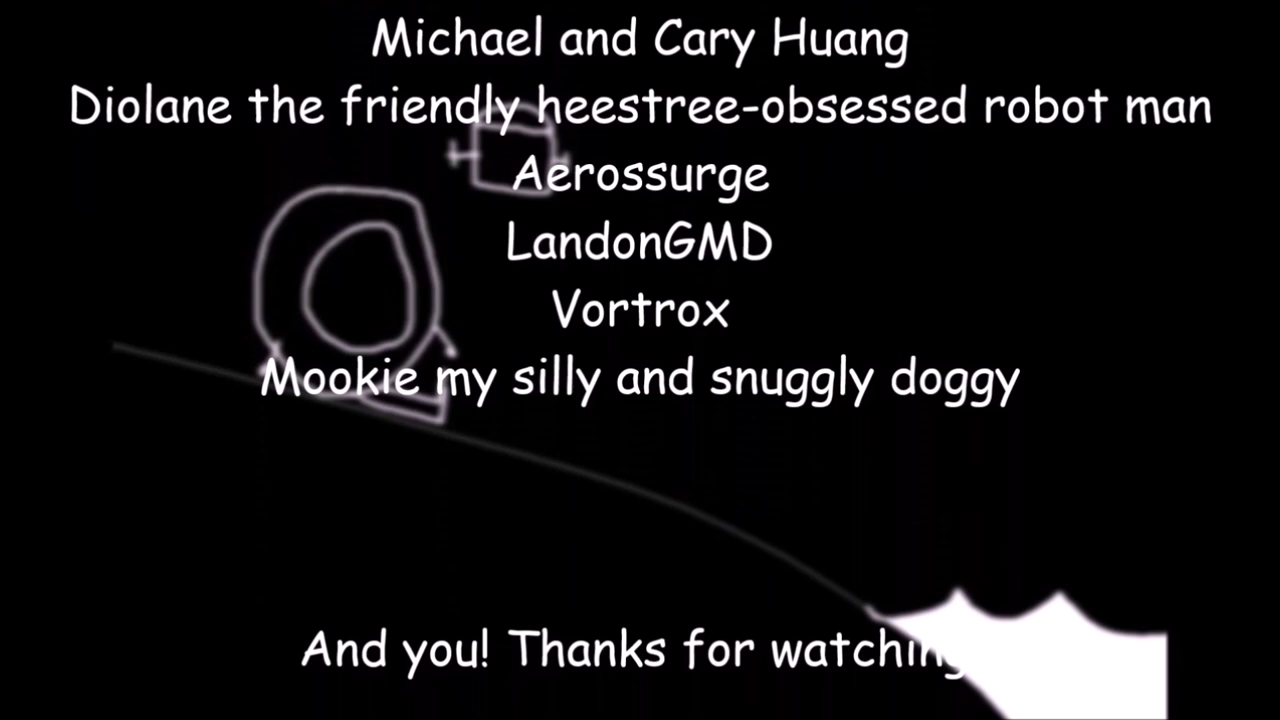 Michael and Cary Huang
Diolane the friendly heestree-obsessed robot man
Aerossurge
LandonGMD
Vortrox
Mookie my silly and snuggly doggy
And you! Thanks for watching